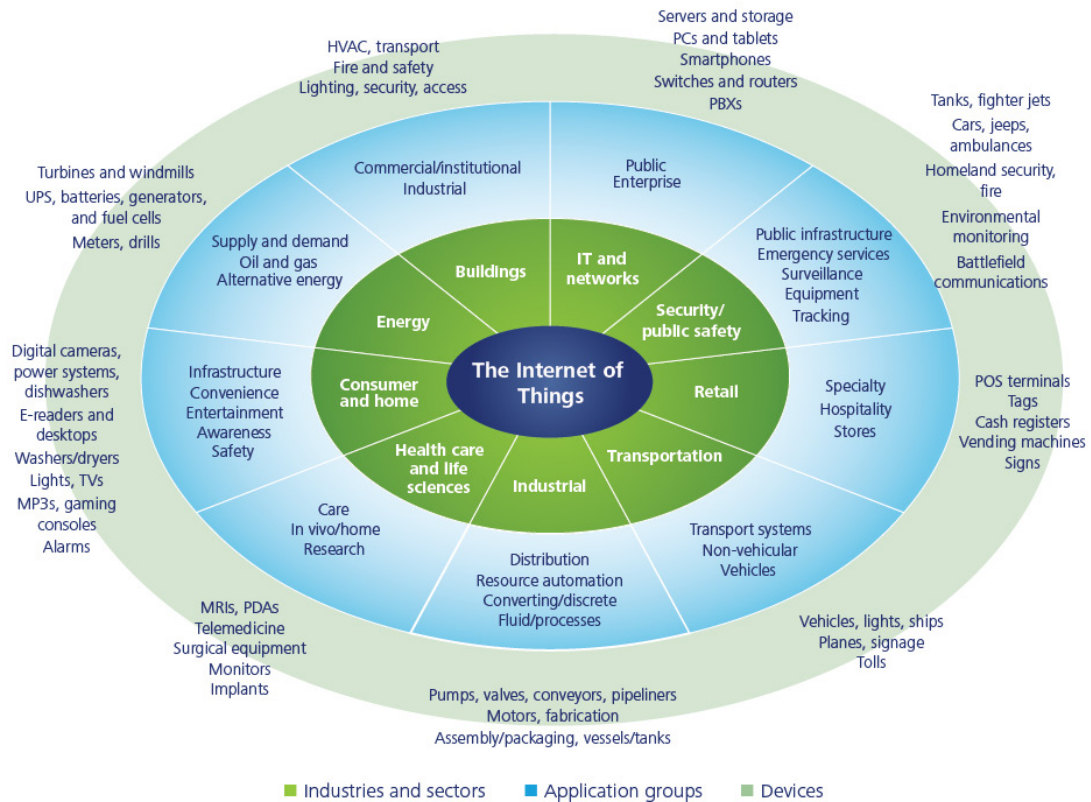 Servers and storage
PCs and tablets
Smartphones
Switches and routers
PBXs
HVAC, transport
Fire and safety
Lighting, security, access
Tanks, fighter jets
Cars, jeeps,
ambulances
Homeland security,
fire
Environmental
monitoring
Battlefield
communications
Turbines and windmills
UPS, batteries, generators,
and fuel cells
Meters, drills
Commercial/institutional
Industrial
Public
Enterprise
Supply and demand
Oil and gas
Alternative energy
Public infrastructure
Emergency services
Surveillance
Equipment
Tracking
Buildings
IT and
networks
Energy
Security/
public safety
The Internet of
Things
Consumer
and home
Retail
Health care
and life
sciences
Industrial
Transportation
Digital cameras,
power systems,
dishwashers
E-readers and
desktops
Washers/dryers
Lights, TVs
MP3s, gaming
consoles
Alarms
Infrastructure
Convenience
Entertainment
Awareness
Safety
Specialty
Hospitality
Stores
POS terminals
Tags
Cash registers
Vending machines
Signs
Care
In vivo/home
Research
Distribution
Resource automation
Converting/discrete
Fluid/processes
Transport systems
Non-vehicular
Vehicles
MRIs, PDAs
Telemedicine
Surgical equipment
Monitors
Implants
Vehicles, lights, ships
Planes, signage
Tolls
Pumps, valves, conveyors, pipeliners
Motors, fabrication
Assembly/packaging, vessels/tanks
Industries and sectors
Application groups
Devices